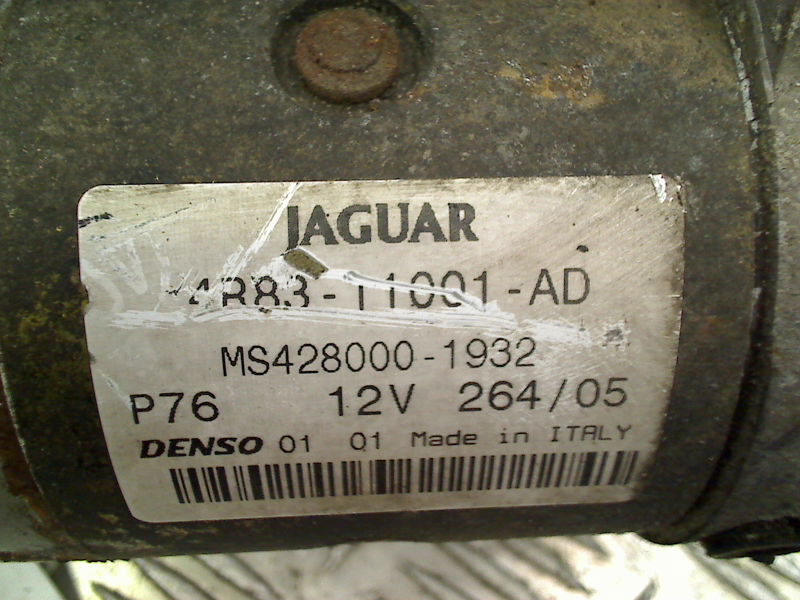 JAGUAR
4R83-11001-AD
MS428000-1932
P76 12V 264/05
DENSO 01 01 Made in ITALY